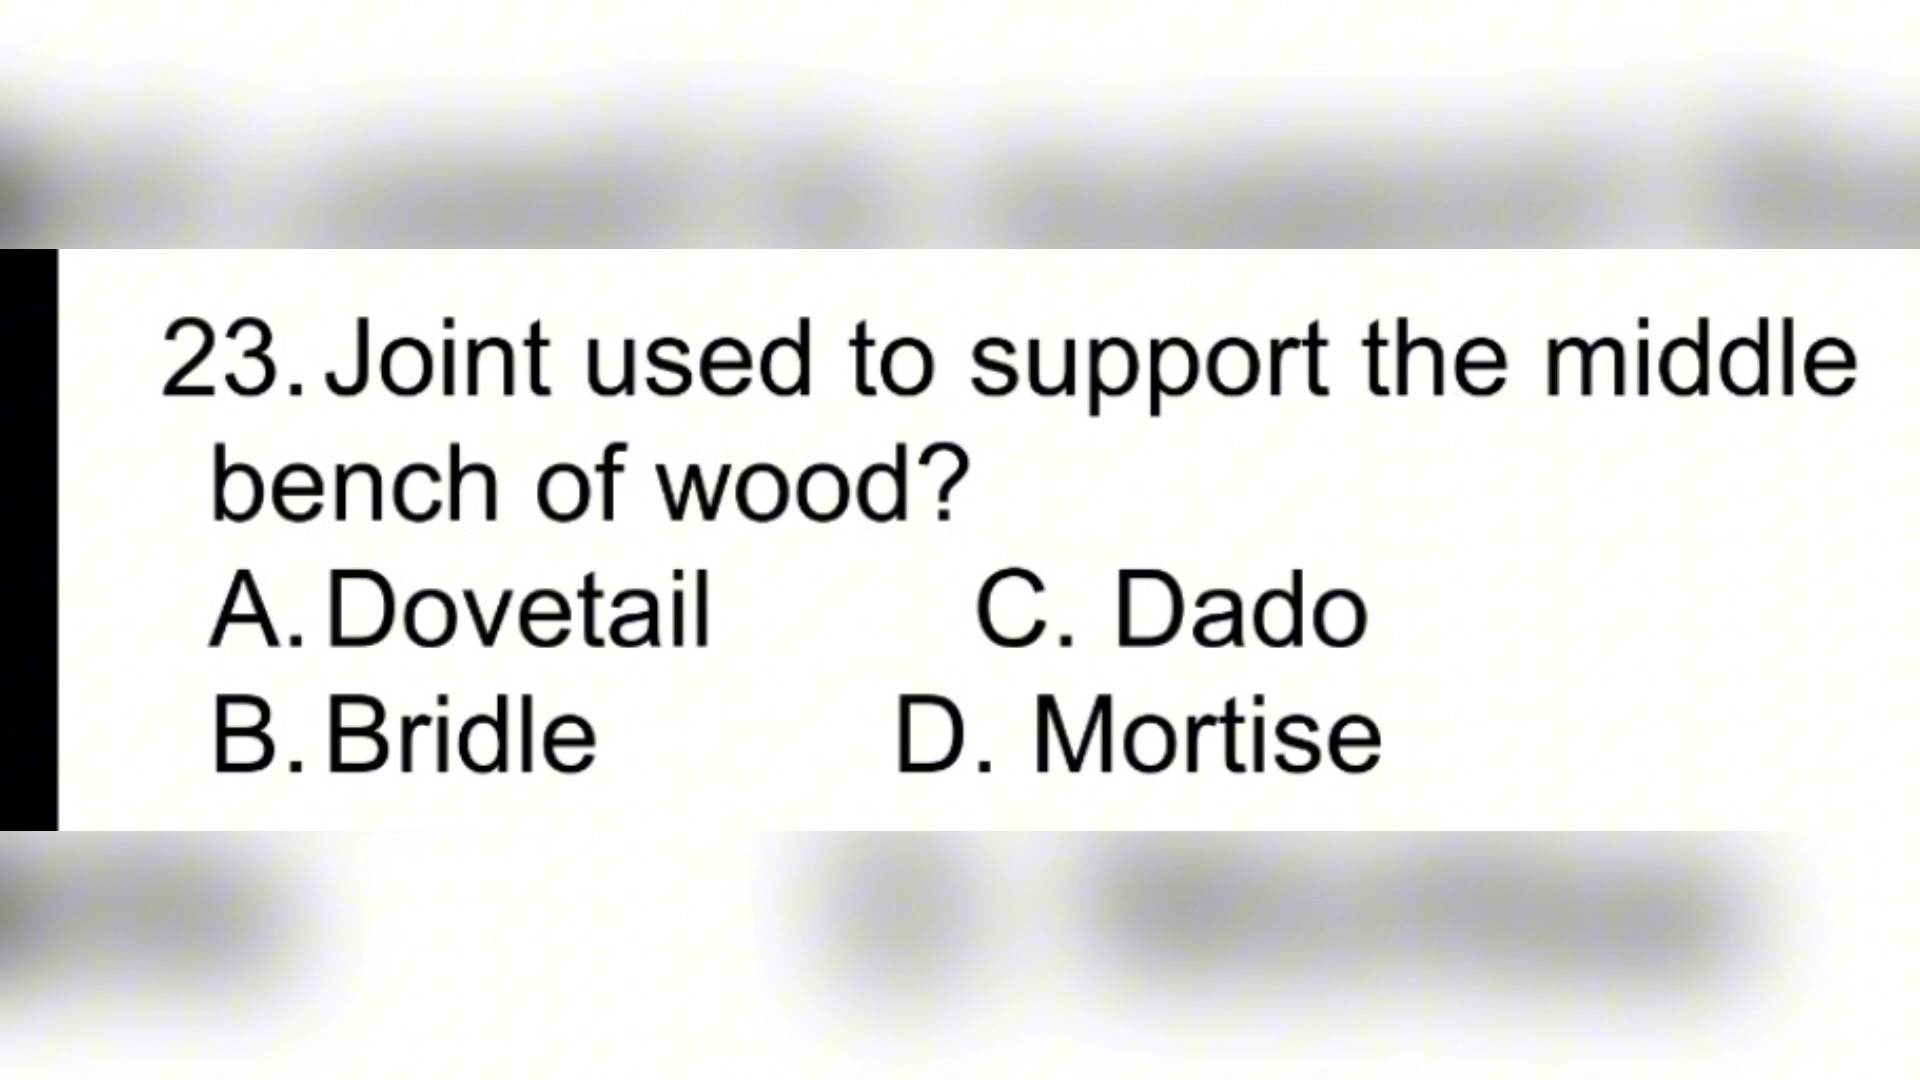 23. Joint used to support the middle
bench of wood?
A. Dovetail C. Dado
B. Bridle D. Mortise